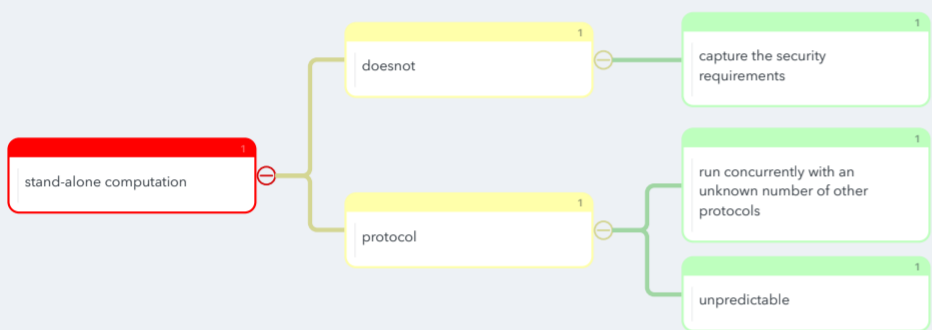 1
stand-alone computation
1
doesnot
1
capture the security
requirements
1
protocol
1
run concurrently with an
unknown number of other
protocols
1
unpredictable